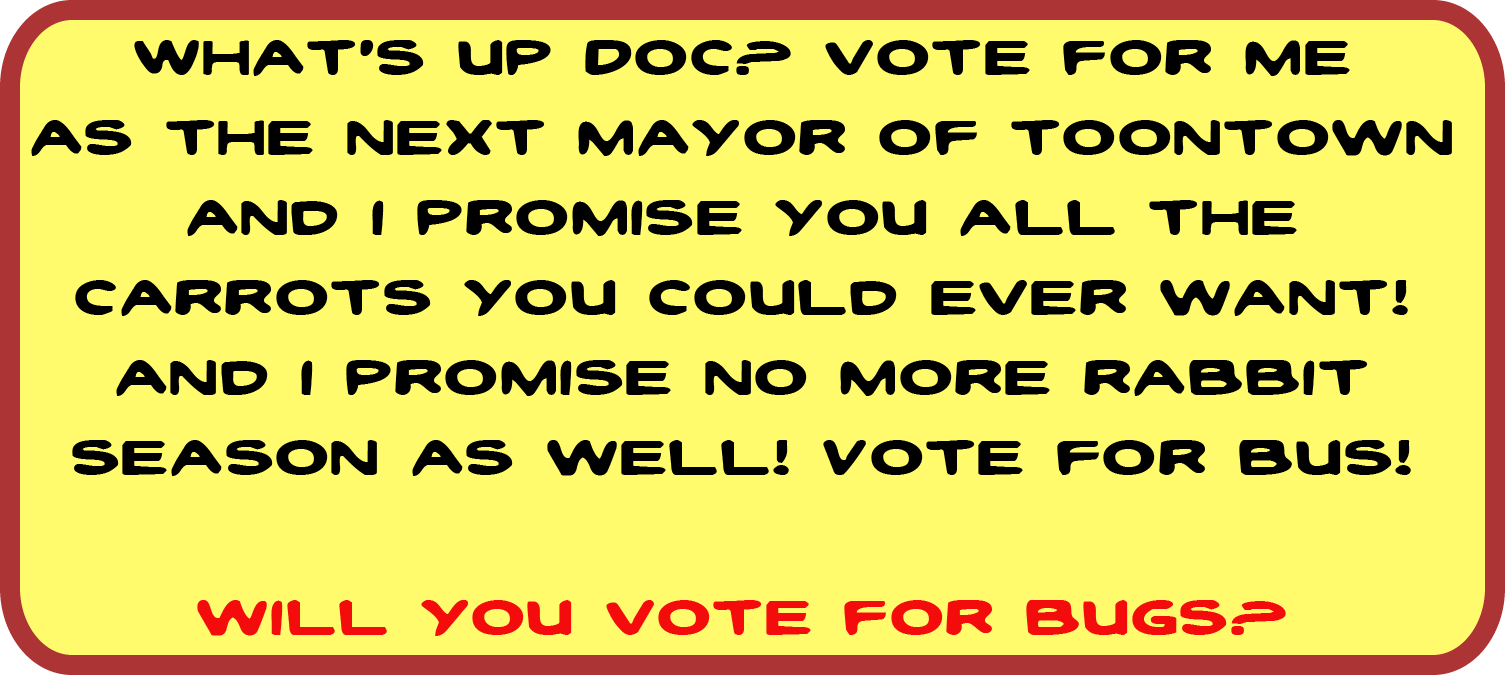 WHAT'S UP DOC? VOTE FOR ME
AS THE NEXT MAYOR OF TOONTOWN
AND I PROMISE YOU ALL THE
CARROTS YOU COULD EVER WANT!
AND I PROMISE NO MORE RABBIT
SEASON AS WELL! VOTE FOR BUS!
WILL YOU VOTE FOR BUGS?